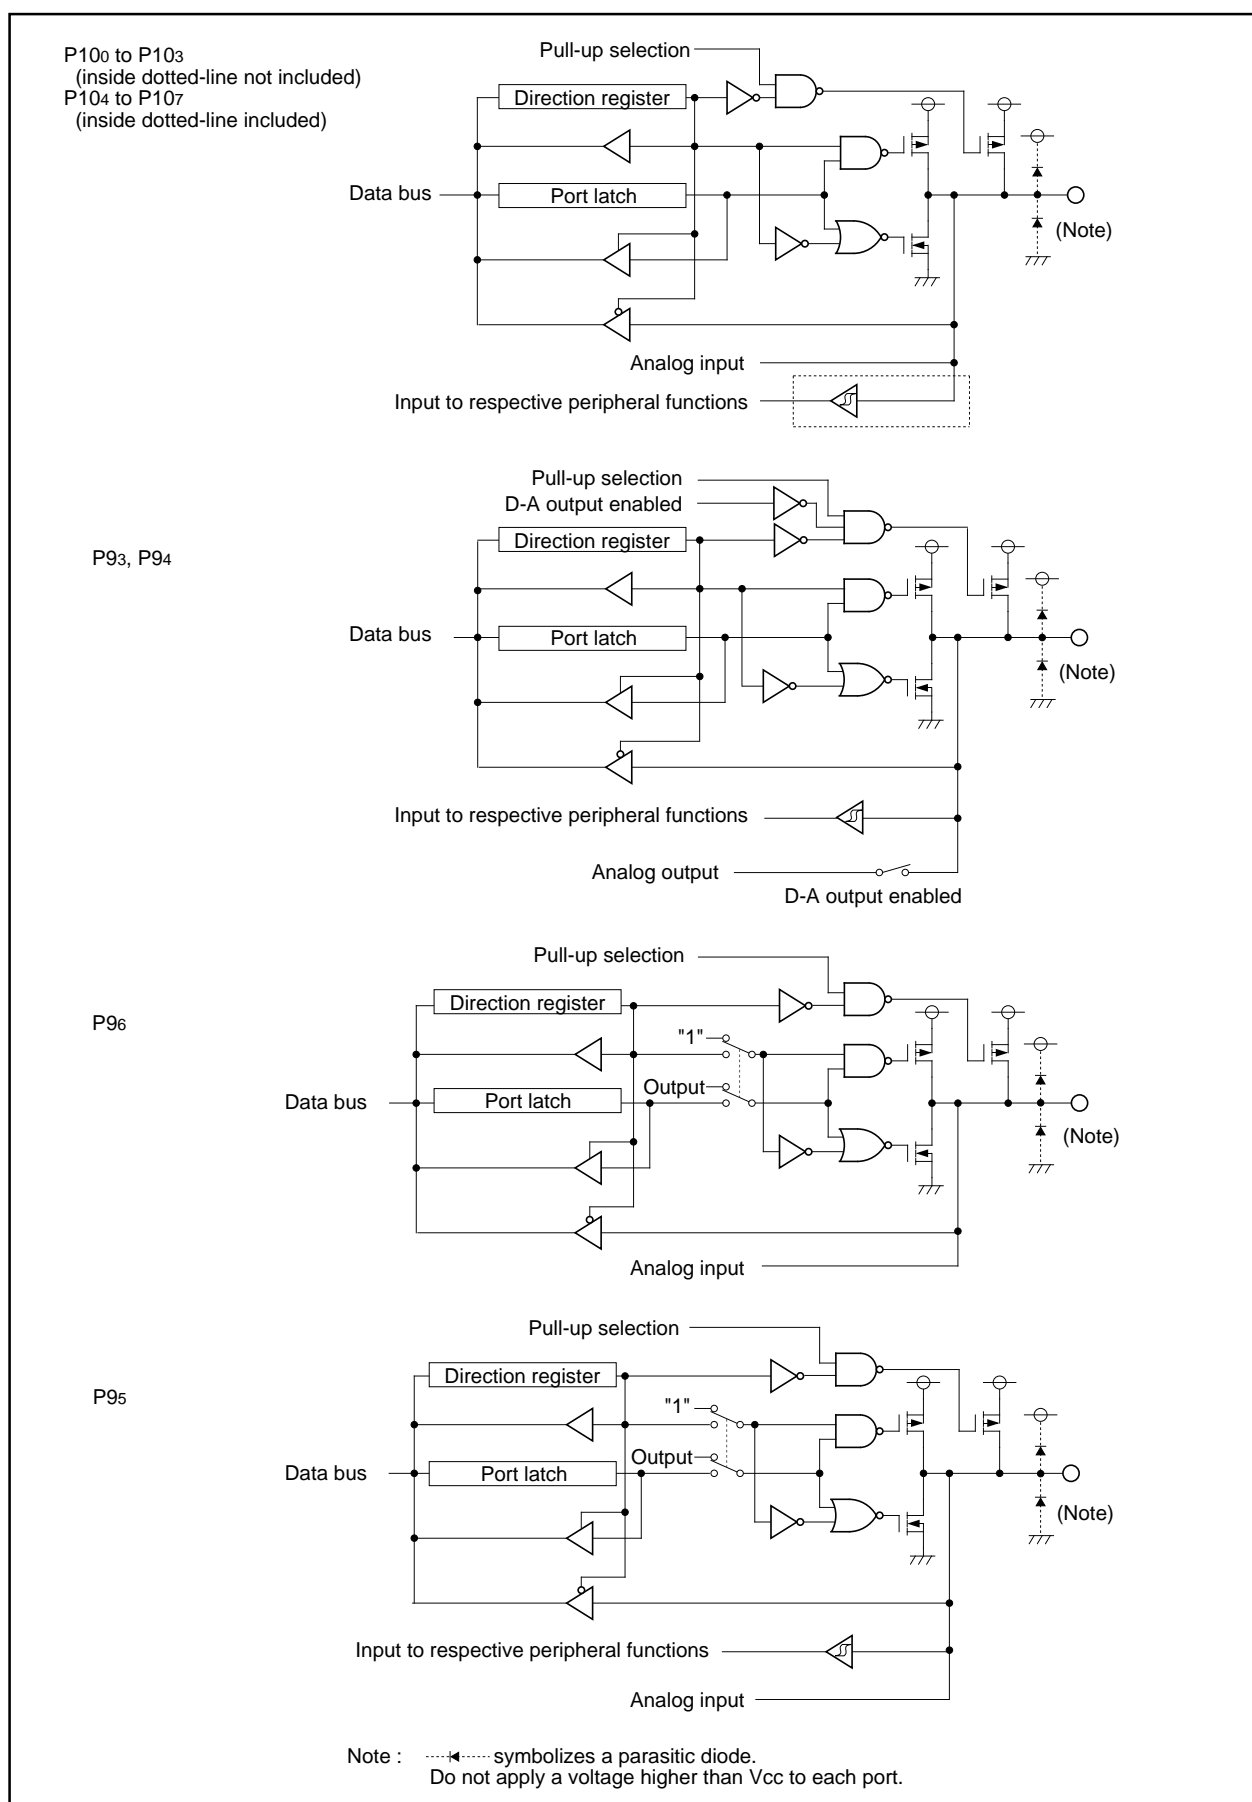 P100 to P103
(inside dotted-line not included)
P104 to P107
(inside dotted-line included)
Pull-up selection
Direction register
Data bus
Port latch
(Note)
Analog input
Input to respective peripheral functions
P93, P94
Pull-up selection
D-A output enabled
Direction register
Data bus
Port latch
(Note)
Input to respective peripheral functions
Analog output
D-A output enabled
P96
Pull-up selection
Direction register
"1"
Output
Data bus
Port latch
(Note)
Analog input
P95
Pull-up selection
Direction register
"1"
Output
Data bus
Port latch
(Note)
Input to respective peripheral functions
Analog input
Note : symbolizes a parasitic diode.
Do not apply a voltage higher than Vcc to each port.